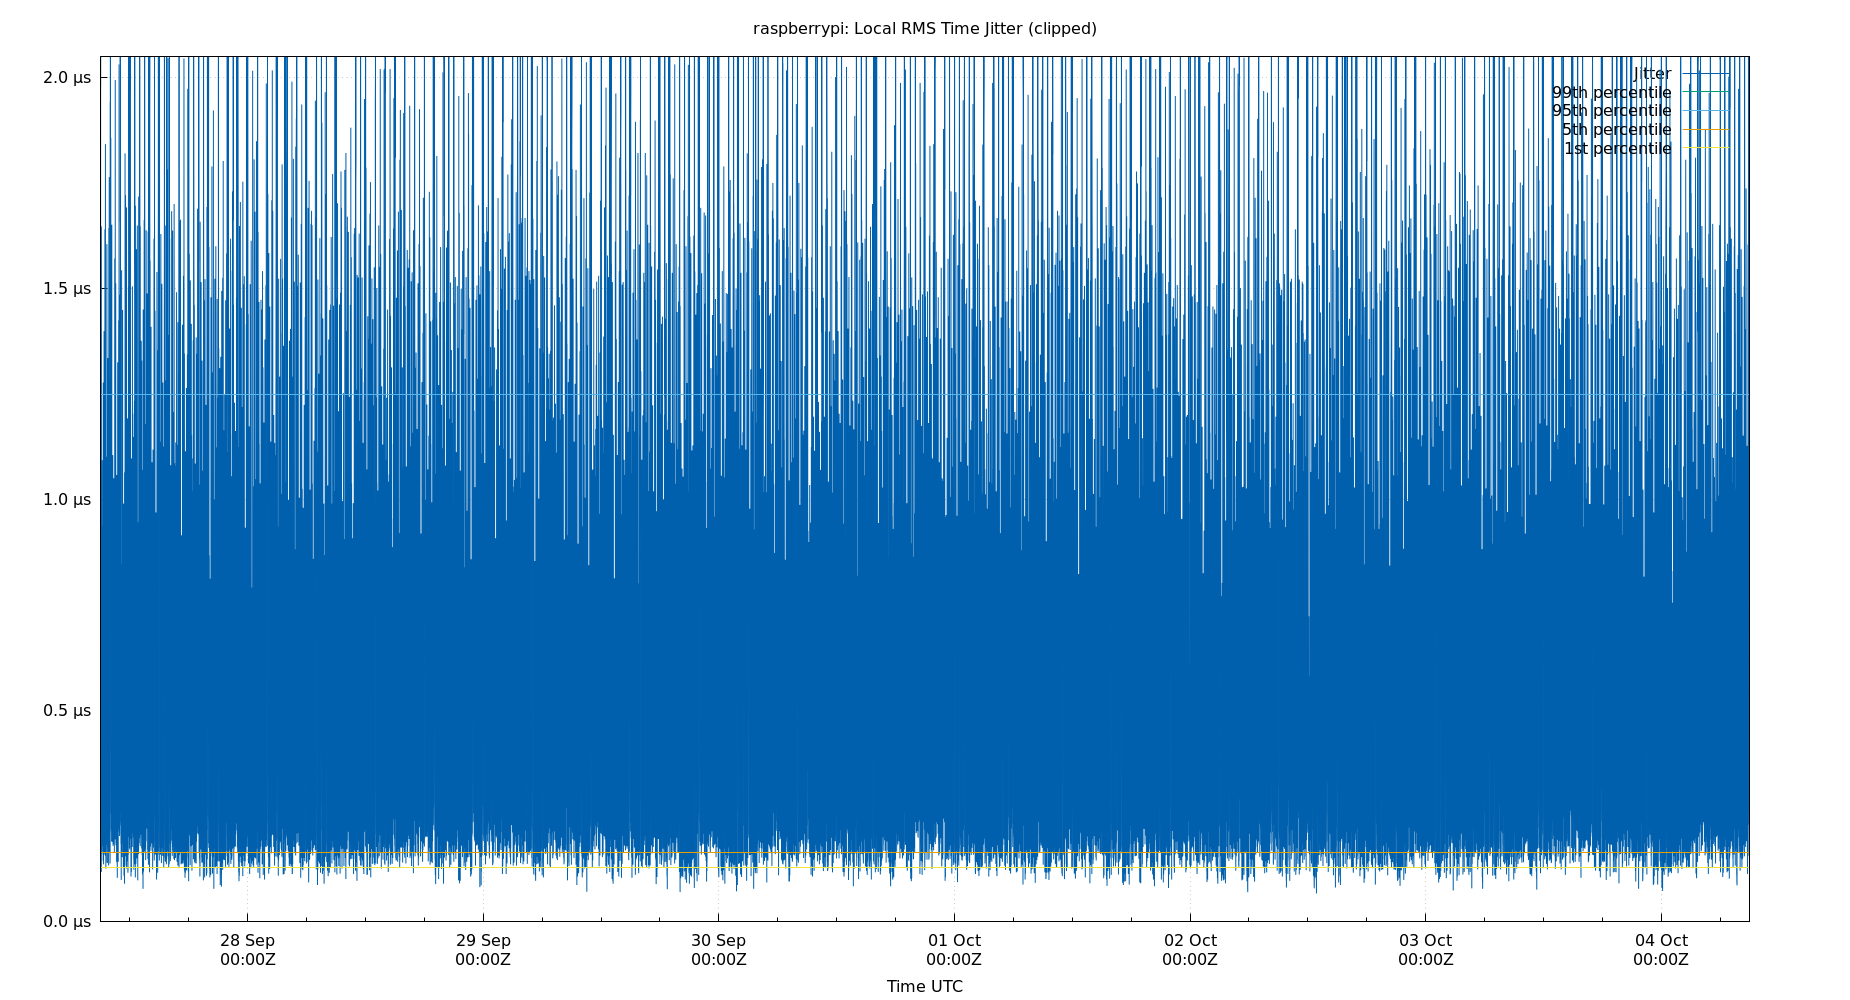 raspberrypi: Local RMS Time Jitter (clipped)
2.0 µs
1.5 µs
1.0 µs
0.5 µs
0.0 µs
Jitter
99th percentile
95th percentile
5th percentile
1st percentile
28 Sep 29 Sep 30 Sep 01 Oct 02 Oct 03 Oct 04 Oct
00:00Z 00:00Z 00:00Z 00:00Z 00:00Z 00:00Z 00:00Z
Time UTC